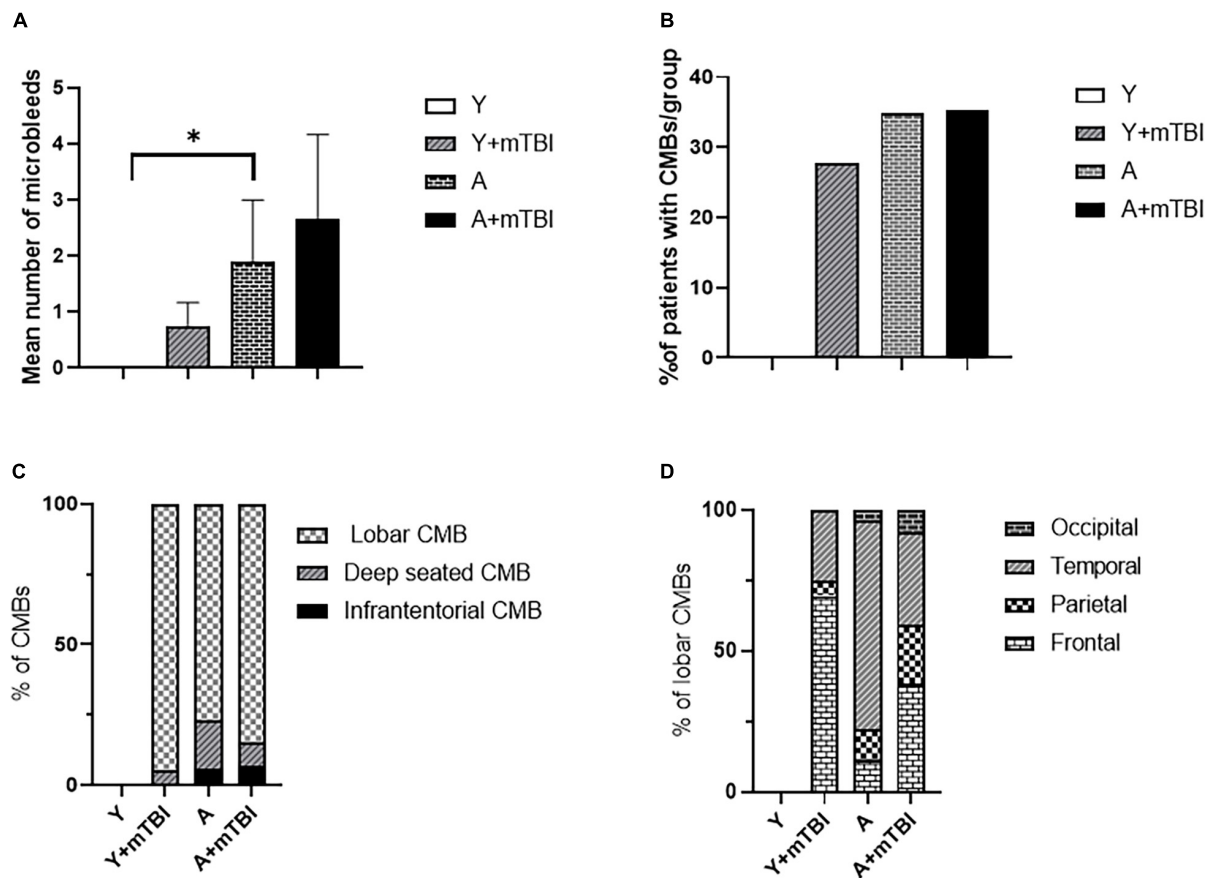 A
Mean number of microbleeds
5
4
3
2
1
0
*
Y
Y+mTBI
A
A+mTBI
B
%of patients with CMBs/group
40
30
20
10
0
Y
Y+mTBI
A
A+mTBI
C
% of CMBs
100
50
0
Y
Y+mTBI
A
A+mTBI
Lobar CMB
Deep seated CMB
Infrantentorial CMB
D
% of lobar CMBs
100
50
0
Y
Y+mTBI
A
A+mTBI
Occipital
Temporal
Parietal
Frontal